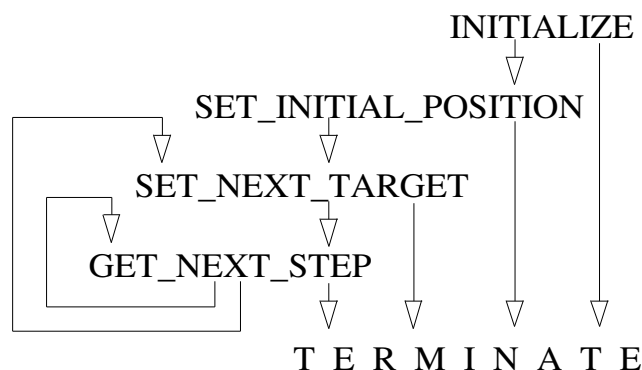 INITIALIZE
SET_INITIAL_POSITION
SET_NEXT_TARGET
GET_NEXT_STEP
T E R M I N A T E